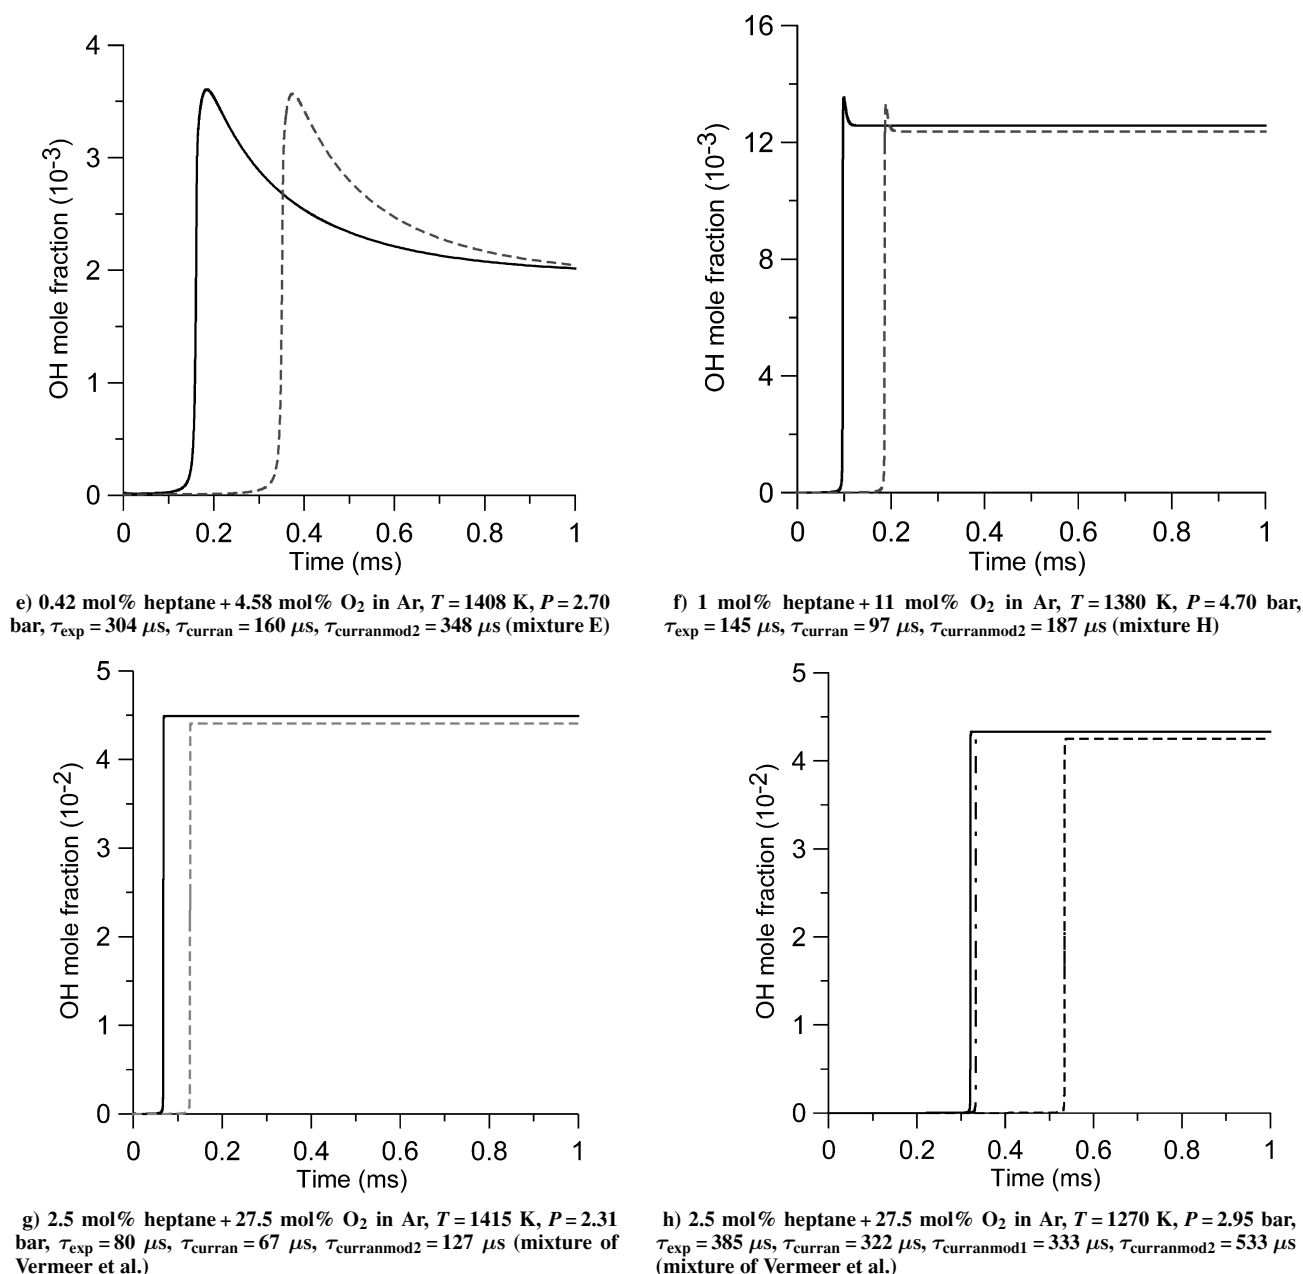 4
3
2
1
0
OH mole fraction (10-3)
0 0.2 0.4 0.6 0.8 1
Time (ms)
e) 0.42 mol% heptane + 4.58 mol% O2 in Ar, T = 1408 K, P = 2.70
bar, τexp = 304 μs, τcurran = 160 μs, τcurranmod2 = 348 μs (mixture E)
16
12
8
4
0
OH mole fraction (10-3)
0 0.2 0.4 0.6 0.8 1
Time (ms)
f) 1 mol% heptane + 11 mol% O2 in Ar, T = 1380 K, P = 4.70 bar,
τexp = 145 μs, τcurran = 97 μs, τcurranmod2 = 187 μs (mixture H)
5
4
3
2
1
0
OH mole fraction (10-2)
0 0.2 0.4 0.6 0.8 1
Time (ms)
g) 2.5 mol% heptane + 27.5 mol% O2 in Ar, T = 1415 K, P = 2.31
bar, τexp = 80 μs, τcurran = 67 μs, τcurranmod2 = 127 μs (mixture of
Vermeer et al.)
5
4
3
2
1
0
OH mole fraction (10-2)
0 0.2 0.4 0.6 0.8 1
Time (ms)
h) 2.5 mol% heptane + 27.5 mol% O2 in Ar, T = 1270 K, P = 2.95 bar,
τexp = 385 μs, τcurran = 322 μs, τcurranmod1 = 333 μs, τcurranmod2 = 533 μs
(mixture of Vermeer et al.)